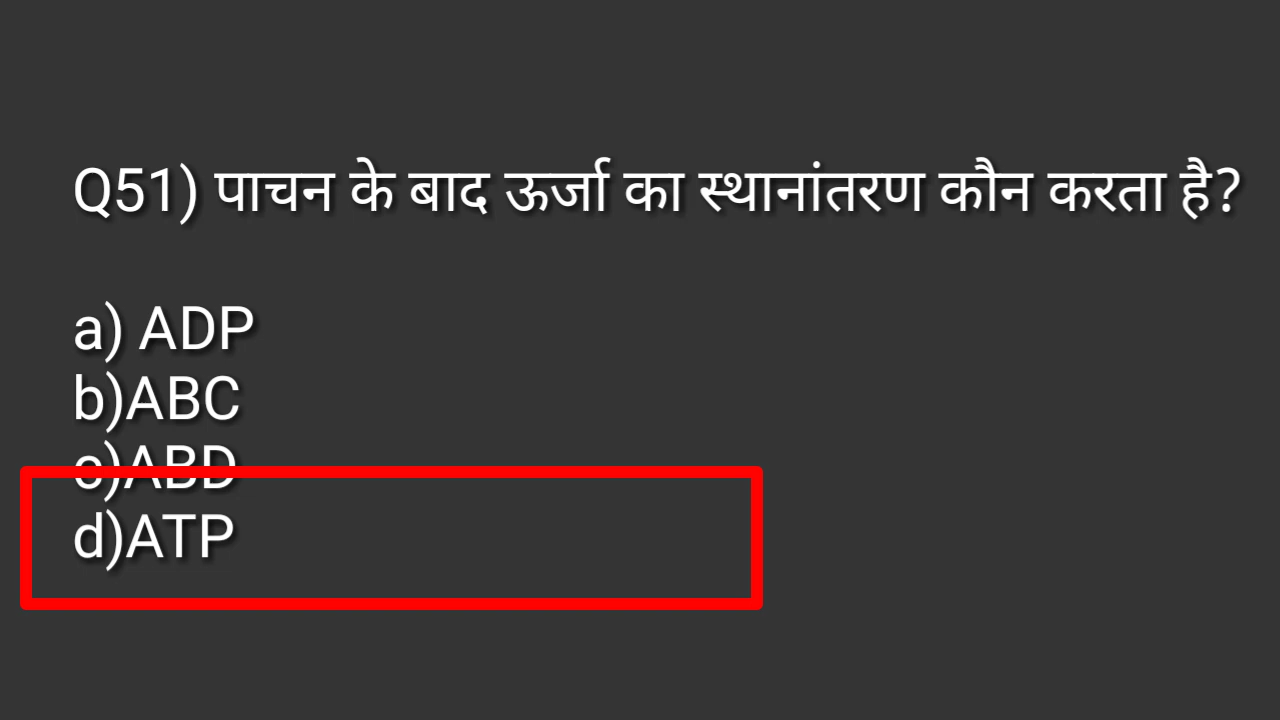 Q51) पाचन के बाद ऊर्जा का स्थानांतरण कौन करता है?
a) ADP
b)ABC
c)ABD
d)ATP